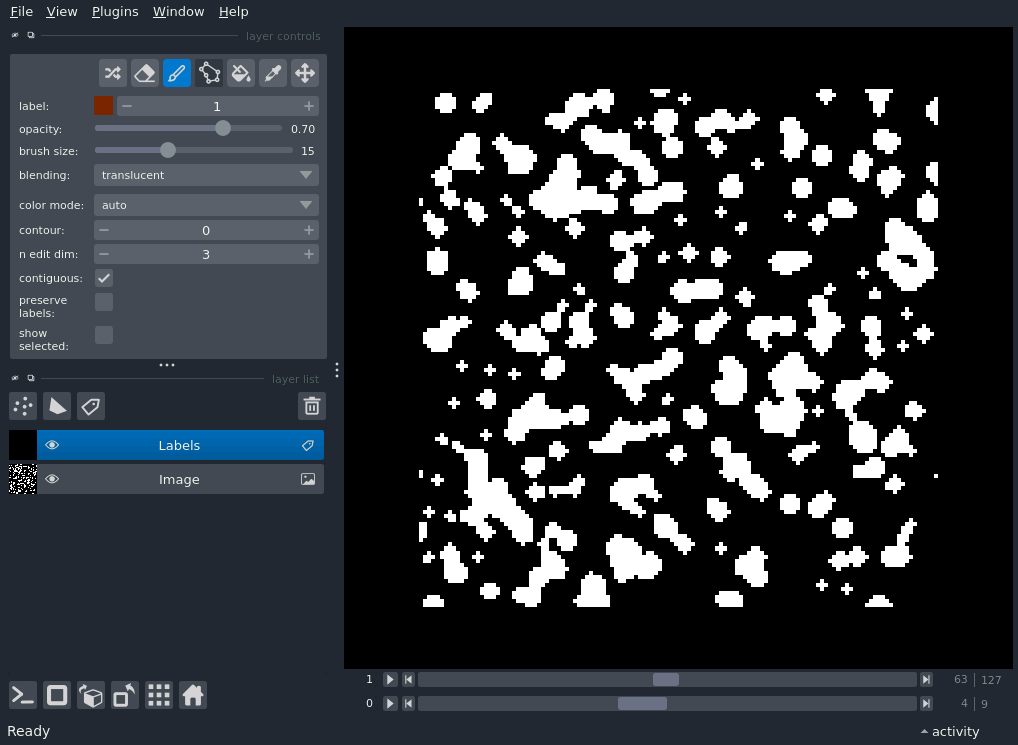 File View Plugins Window Help
layer controls
label: 1
opacity: 0.70
brush size: 15
blending: translucent
color mode: auto
contour: 0
n edit dim: 3
contiguous:
preserve
labels:
show
selected:
layer list
Labels
Image
1 63 127
0 4 9
Ready activity